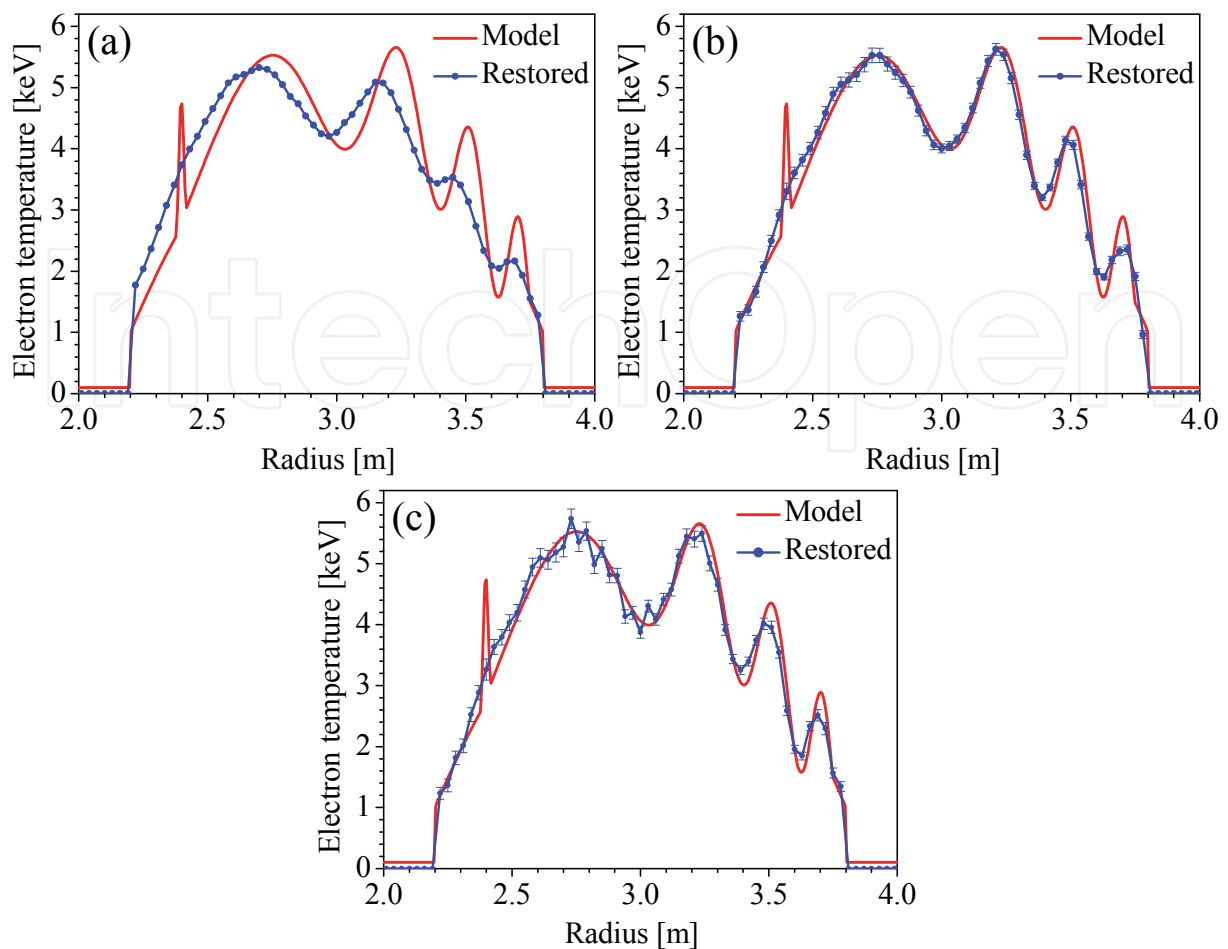 (a)
Model
Restored
Electron temperature [keV]
6
5
4
3
2
1
0
2.0 2.5 3.0 3.5 4.0
Radius [m]
(b)
Model
Restored
Electron temperature [keV]
6
5
4
3
2
1
0
2.0 2.5 3.0 3.5 4.0
Radius [m]
IntechOpen
(c)
Model
Restored
Electron temperature [keV]
6
5
4
3
2
1
0
2.0 2.5 3.0 3.5 4.0
Radius [m]